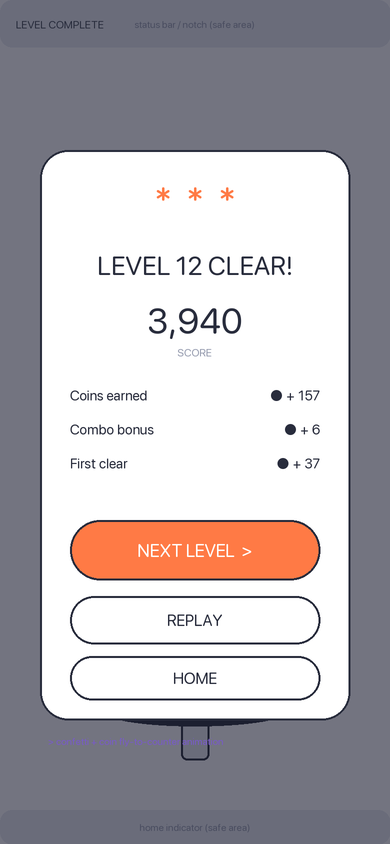 LEVEL COMPLETE status bar / notch (safe area)
* * *
LEVEL 12 CLEAR!
3,940
SCORE
Coins earned + 157
Combo bonus + 6
First clear + 37
NEXT LEVEL >
REPLAY
HOME
home indicator (safe area)